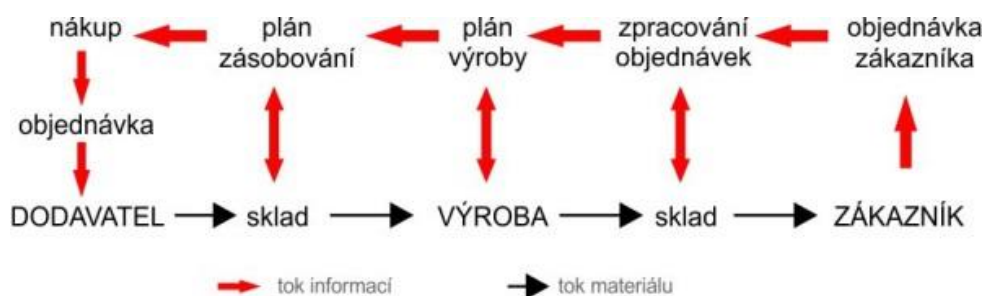 nákup
plán
zásobování
plán
výroby
zpracování
objednávek
objednávka
zákazníka
objednávka
DODAVATEL
sklad
VÝROBA
sklad
ZÁKAZNÍK
tok informací
tok materiálu